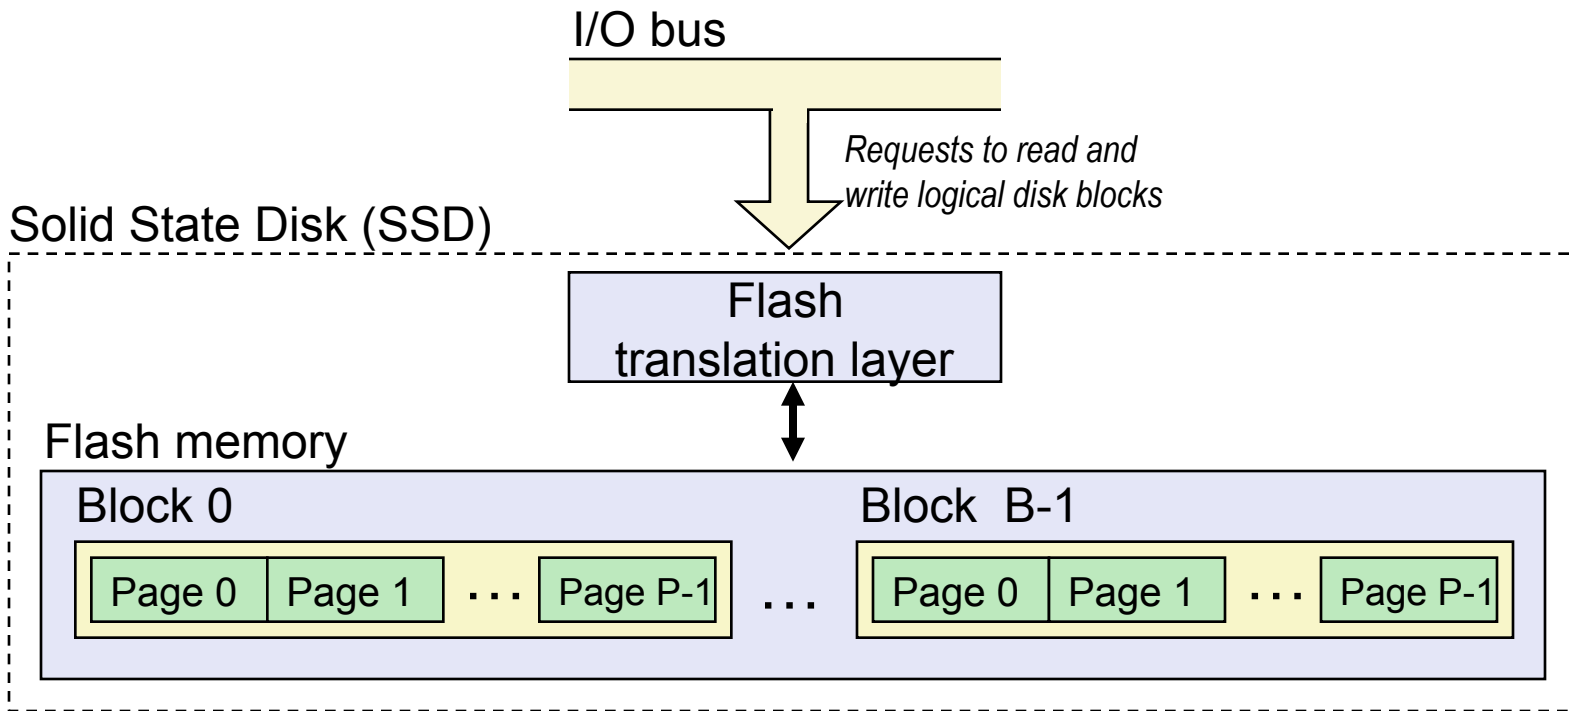 I/O bus
Requests to read and
write logical disk blocks
Solid State Disk (SSD)
Flash
translation layer
Flash memory
Block 0
Block B-1
Page 0 Page 1 ... Page P-1 ... Page 0 Page 1 ... Page P-1